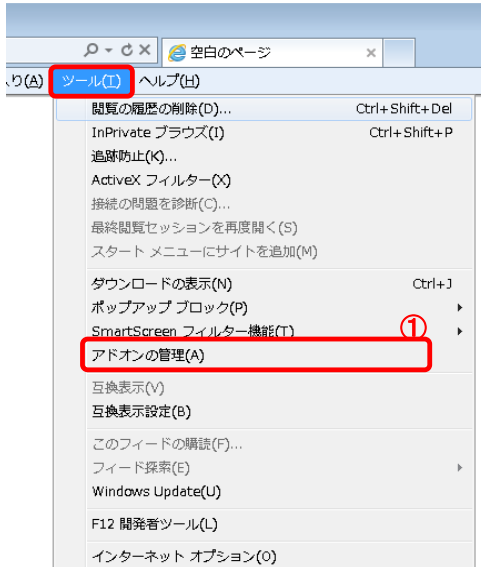 空白のページ
入り(A) ツール(T) ヘルプ(H)
閲覧の履歴の削除(D)... Ctrl+Shift+Del
InPrivate ブラウズ(I) Ctrl+Shift+P
追跡防止(K)...
ActiveX フィルター(X)
接続の問題を診断(C)...
最終閲覧セッションを再度開く(S)
スタート メニューにサイトを追加(M)
ダウンロードの表示(N) Ctrl+J
ポップアップ ブロック(P)
SmartScreen フィルター機能(T)
①
アドオンの管理(A)
互換表示(V)
互換表示設定(B)
このフィードの購読(F)...
フィード探索(E)
Windows Update(U)
F12 開発者ツール(L)
インターネット オプション(O)